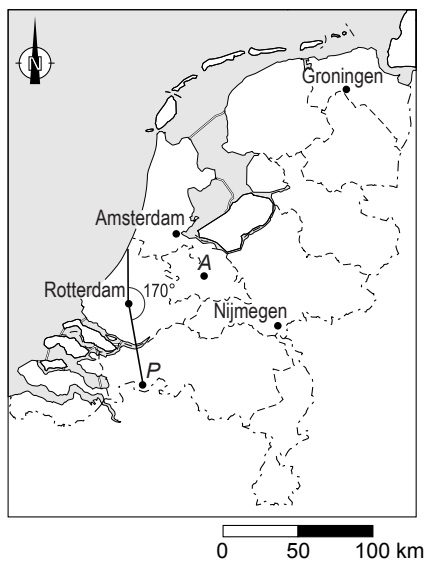 N
Groningen
Amsterdam
A
Rotterdam 170°
Nijmegen
P
0 50 100 km